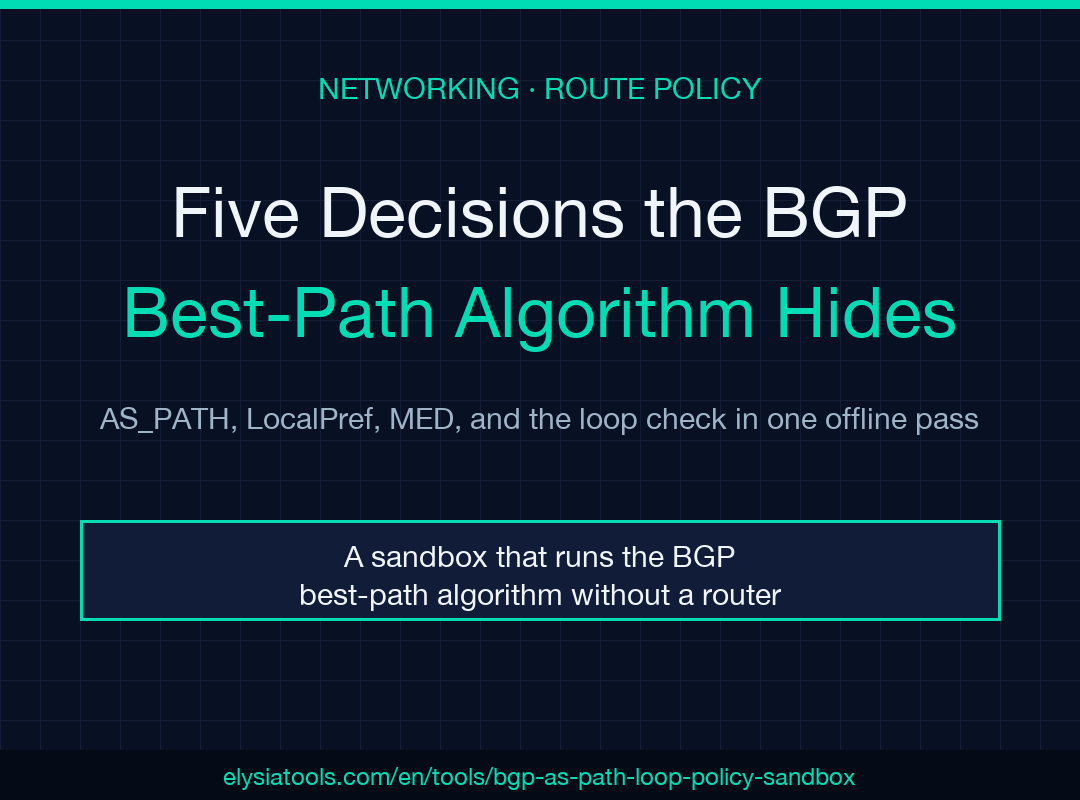 NETWORKING · ROUTE POLICY
Five Decisions the BGP
Best-Path Algorithm Hides
AS_PATH, LocalPref, MED, and the loop check in one offline pass
A sandbox that runs the BGP
best-path algorithm without a router
elysiatools.com/en/tools/bgp-as-path-loop-policy-sandbox